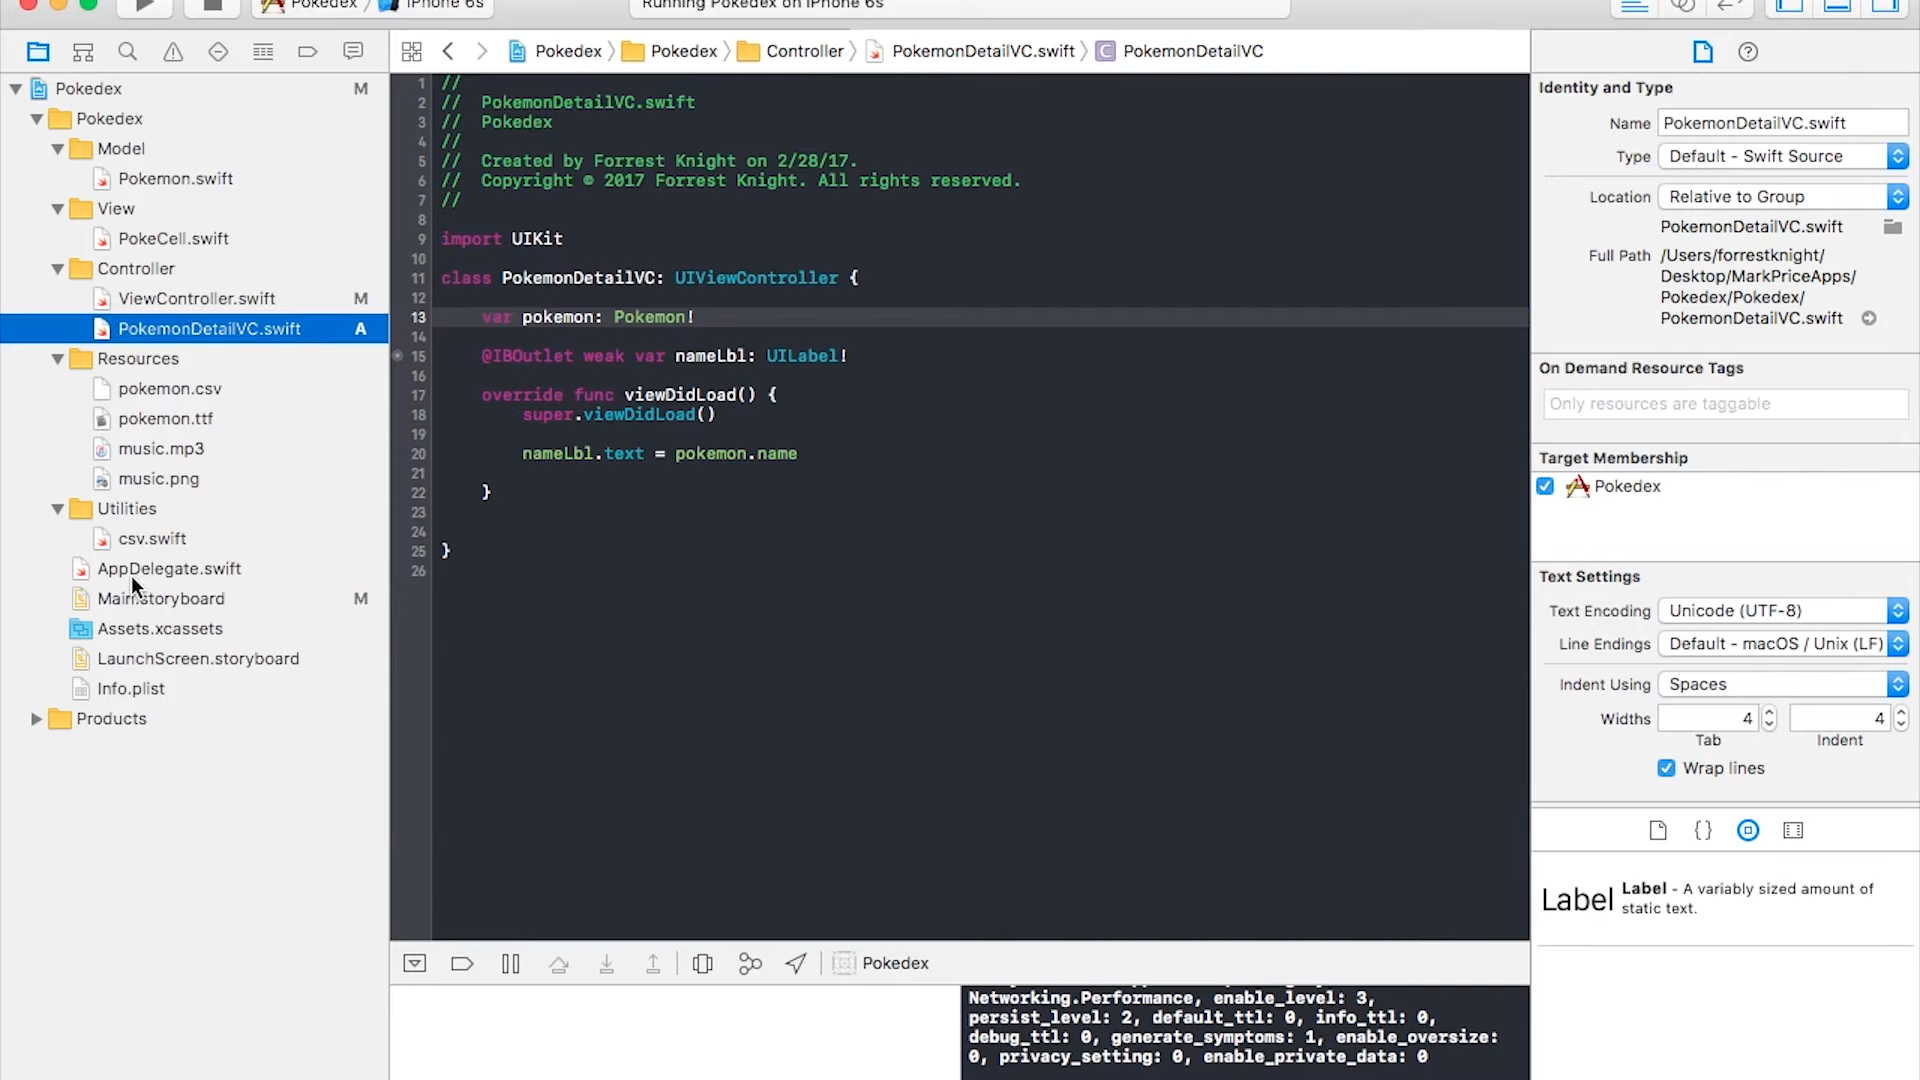 Pokedex
iPhone 6s
Running Pokedex on iPhone 6s
Pokedex
Pokedex
Controller
PokemonDetailVC.swift
PokemonDetailVC
Pokedex
M
Pokedex
Model
Pokemon.swift
View
PokeCell.swift
Controller
ViewController.swift
M
PokemonDetailVC.swift
A
Resources
pokemon.csv
pokemon.ttf
music.mp3
music.png
Utilities
csv.swift
AppDelegate.swift
Main.storyboard
M
Assets.xcassets
LaunchScreen.storyboard
Info.plist
Products
1 //
2 //  PokemonDetailVC.swift
3 //  Pokedex
4 //
5 //  Created by Forrest Knight on 2/28/17.
6 //  Copyright © 2017 Forrest Knight. All rights reserved.
7 //
8
9 import UIKit
10
11 class PokemonDetailVC: UIViewController {
12
13     var pokemon: Pokemon!
14
15     @IBOutlet weak var nameLbl: UILabel!
16
17     override func viewDidLoad() {
18         super.viewDidLoad()
19
20         nameLbl.text = pokemon.name
21
22     }
23
24
25 }
26
Pokedex
Networking.Performance, enable_level: 3,
persist_level: 2, default_ttl: 0, info_ttl: 0,
debug_ttl: 0, generate_symptoms: 1, enable_oversize:
0, privacy_setting: 0, enable_private_data: 0
Identity and Type
Name PokemonDetailVC.swift
Type Default - Swift Source
Location Relative to Group
PokemonDetailVC.swift
Full Path /Users/forrestknight/
Desktop/MarkPriceApps/
Pokedex/Pokedex/
PokemonDetailVC.swift
On Demand Resource Tags
Only resources are taggable
Target Membership
Pokedex
Text Settings
Text Encoding Unicode (UTF-8)
Line Endings Default - macOS / Unix (LF)
Indent Using Spaces
Widths 4 4
Tab Indent
Wrap lines
Label
Label - A variably sized amount of
static text.